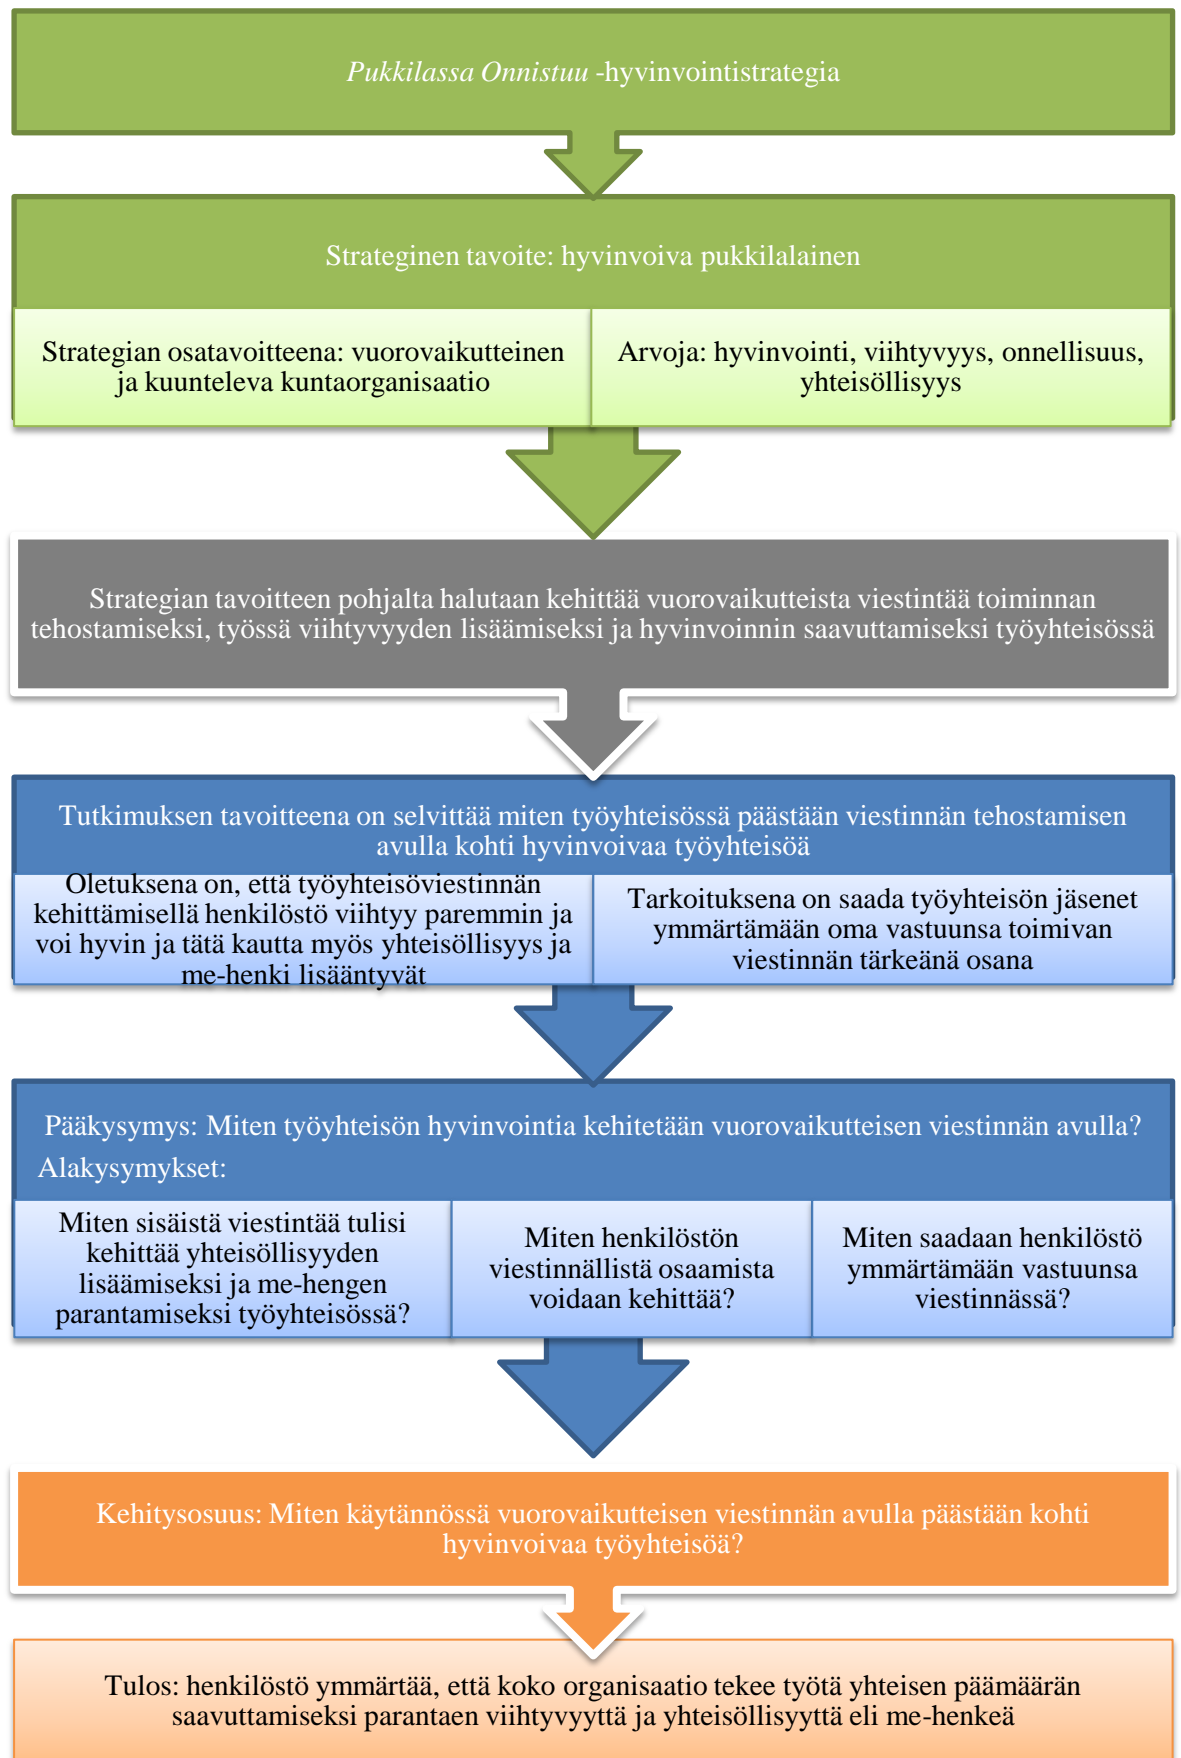 Pukkilassa Onnistuu -hyvinvointistrategia
Strateginen tavoite: hyvinvoiva pukkilalainen
Strategian osatavoitteena: vuorovaikutteinen
ja kuunteleva kuntaorganisaatio
Arvoja: hyvinvointi, viihtyvyys, onnellisuus,
yhteisöllisyys
Strategian tavoitteen pohjalta halutaan kehittää vuorovaikutteista viestintää toiminnan
tehostamiseksi, työssä viihtyvyyden lisäämiseksi ja hyvinvoinnin saavuttamiseksi työyhteisössä
Tutkimuksen tavoitteena on selvittää miten työyhteisössä päästään viestinnän tehostamisen
avulla kohti hyvinvoivaa työyhteisöä
Oletuksena on, että työyhteisöviestinnän
kehittämisellä henkilöstö viihtyy paremmin ja
voi hyvin ja tätä kautta myös yhteisöllisyys ja
me-henki lisääntyvät
Tarkoituksena on saada työyhteisön jäsenet
ymmärtämään oma vastuunsa toimivan
viestinnän tärkeänä osana
Pääkysymys: Miten työyhteisön hyvinvointia kehitetään vuorovaikutteisen viestinnän avulla?
Alakysymykset:
Miten sisäistä viestintää tulisi
kehittää yhteisöllisyyden
lisäämiseksi ja me-hengen
parantamiseksi työyhteisössä?
Miten henkilöstön
viestinnällistä osaamista
voidaan kehittää?
Miten saadaan henkilöstö
ymmärtämään vastuunsa
viestinnässä?
Kehitysosuus: Miten käytännössä vuorovaikutteisen viestinnän avulla päästään kohti
hyvinvoivaa työyhteisöä?
Tulos: henkilöstö ymmärtää, että koko organisaatio tekee työtä yhteisen päämäärän
saavuttamiseksi parantaen viihtyvyyttä ja yhteisöllisyyttä eli me-henkeä